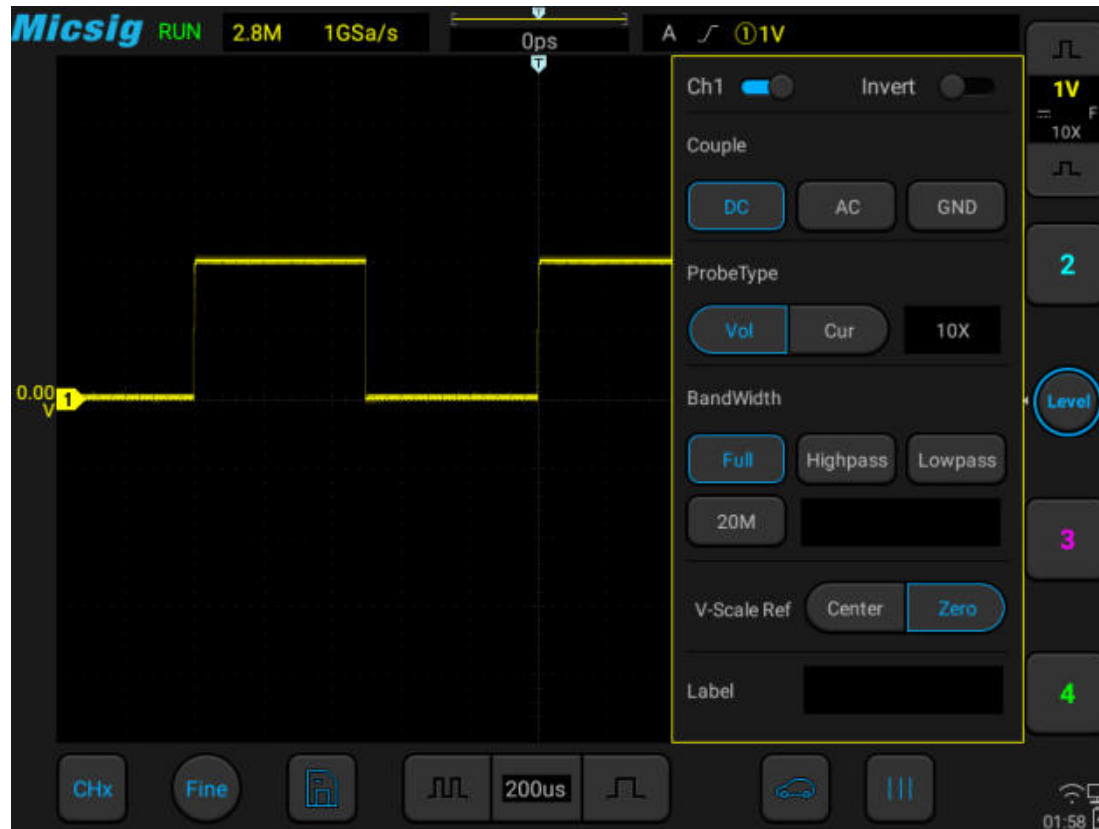 Micsig RUN 2.8M 1GSa/s 0ps A ①1V
T
Ch1 Invert
1V
F
10X
Couple
DC AC GND
2
ProbeType
Vol Cur 10X
0.00 1
V
BandWidth
Level
Full Highpass Lowpass
20M
3
V-Scale Ref Center Zero
Label
4
CHx Fine 200us
01:58